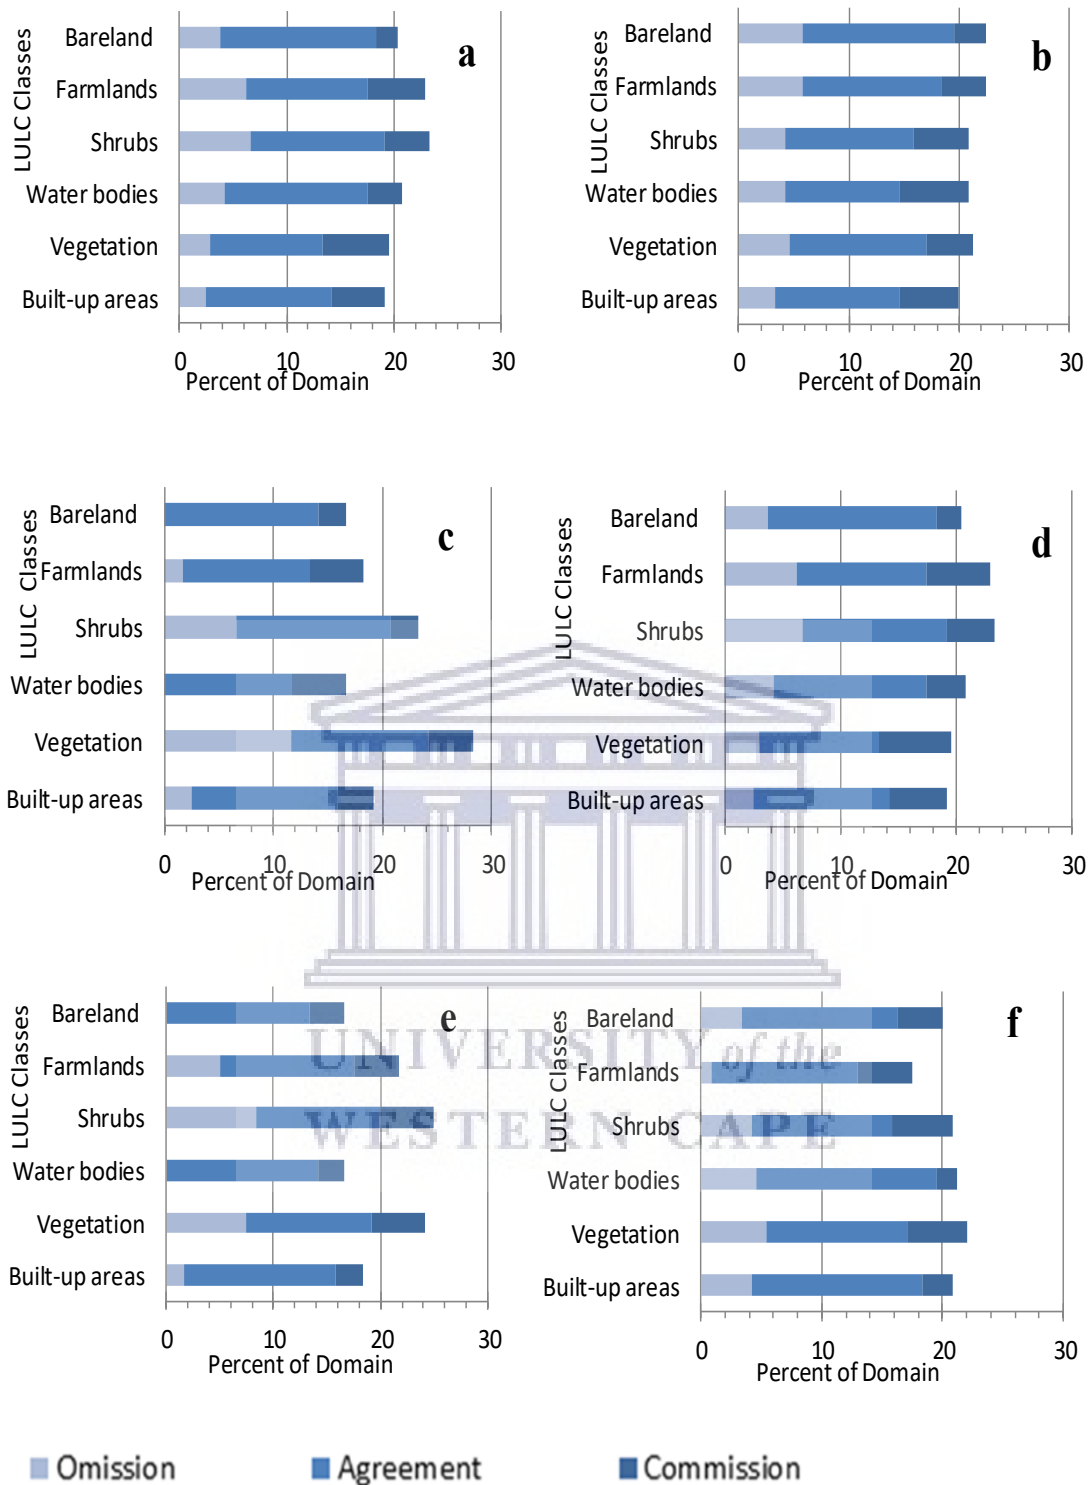 a
LULC Classes
Bareland
Farmlands
Shrubs
Water bodies
Vegetation
Built-up areas
0 10 20 30
Percent of Domain
b
LULC Classes
Bareland
Farmlands
Shrubs
Water bodies
Vegetation
Built-up areas
0 10 20 30
Percent of Domain
c
LULC Classes
Bareland
Farmlands
Shrubs
Water bodies
Vegetation
Built-up areas
0 10 20 30
Percent of Domain
d
LULC Classes
Bareland
Farmlands
Shrubs
Water bodies
Vegetation
Built-up areas
0 10 20 30
Percent of Domain
e
LULC Classes
Bareland
Farmlands
Shrubs
Water bodies
Vegetation
Built-up areas
0 10 20 30
Percent of Domain
f
LULC Classes
Bareland
Farmlands
Shrubs
Water bodies
Vegetation
Built-up areas
0 10 20 30
Percent of Domain
UNIVERSITY of the
WESTERN CAPE
Omission Agreement Commission